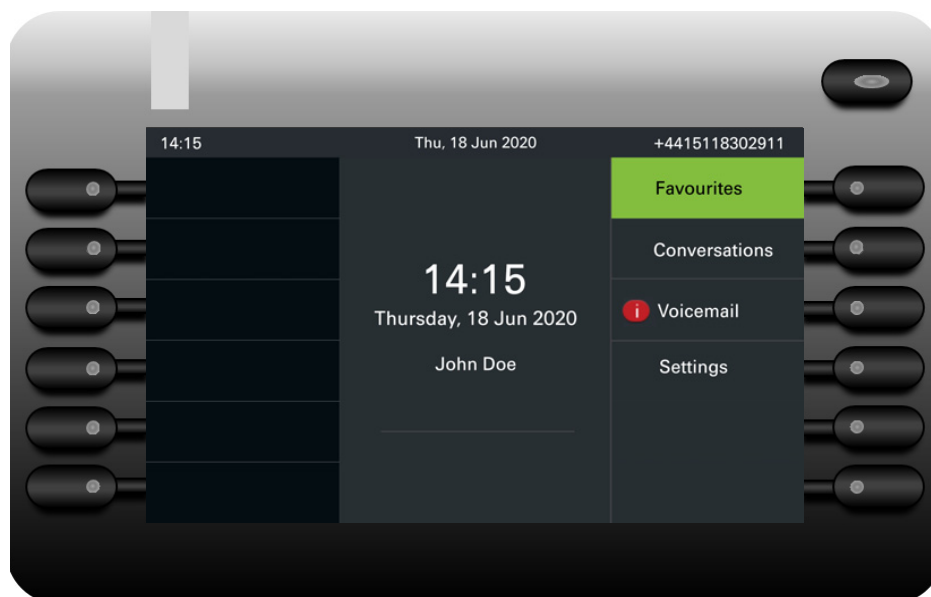 14:15 Thu, 18 Jun 2020 +4415118302911
Favourites
Conversations
14:15
Thursday, 18 Jun 2020
i Voicemail
John Doe
Settings